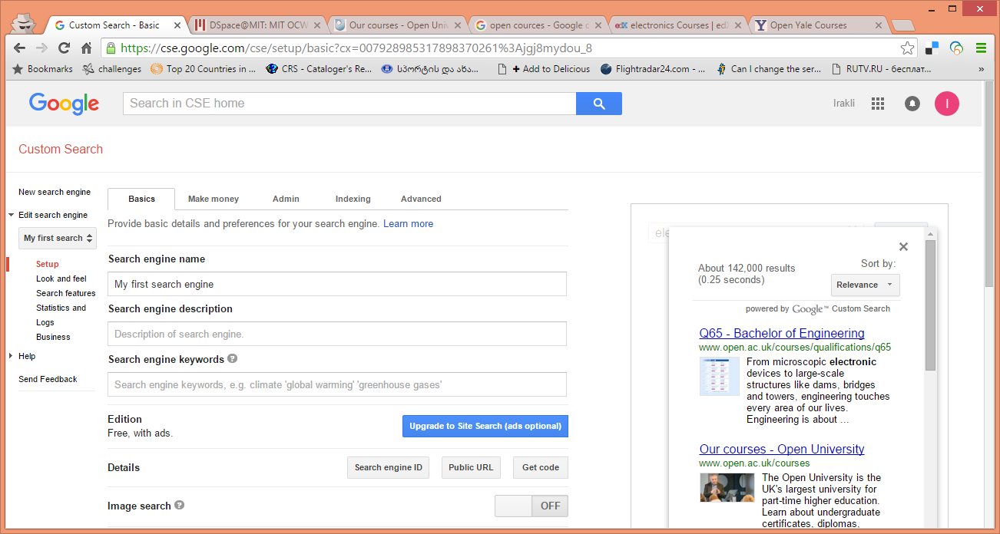 Custom Search - Basic
DSpace@MIT: MIT OCW
Our courses - Open Univ
open cources - Google c
edX electronics Courses | ed
Y Open Yale Courses
https://cse.google.com/cse/setup/basic?cx=007928985317898370261%3Ajgj8mydou_8
Bookmarks
challenges
Top 20 Countries in ...
CRS - Cataloger's Re...
სპორტის და ახა...
+ Add to Delicious
Flightradar24.com - ...
Can I change the ser...
RUTV.RU - бесплат...
»
Google
Search in CSE home
Irakli
I
Custom Search
New search engine
Edit search engine
My first search
Setup
Look and feel
Search features
Statistics and
Logs
Business
Help
Send Feedback
Basics
Make money
Admin
Indexing
Advanced
Provide basic details and preferences for your search engine. Learn more
Search engine name
My first search engine
Search engine description
Description of search engine.
Search engine keywords ?
Search engine keywords, e.g. climate 'global warming' 'greenhouse gases'
Edition
Free, with ads.
Upgrade to Site Search (ads optional)
Details
Search engine ID
Public URL
Get code
Image search ?
OFF
ele
About 142,000 results
(0.25 seconds)
Sort by:
Relevance
powered by Google™ Custom Search
Q65 - Bachelor of Engineering
www.open.ac.uk/courses/qualifications/q65
From microscopic electronic
devices to large-scale
structures like dams, bridges
and towers, engineering touches
every area of our lives.
Engineering is about ...
Our courses - Open University
www.open.ac.uk/courses
The Open University is the
UK's largest university for
part-time higher education.
Learn about undergraduate
certificates, diplomas,